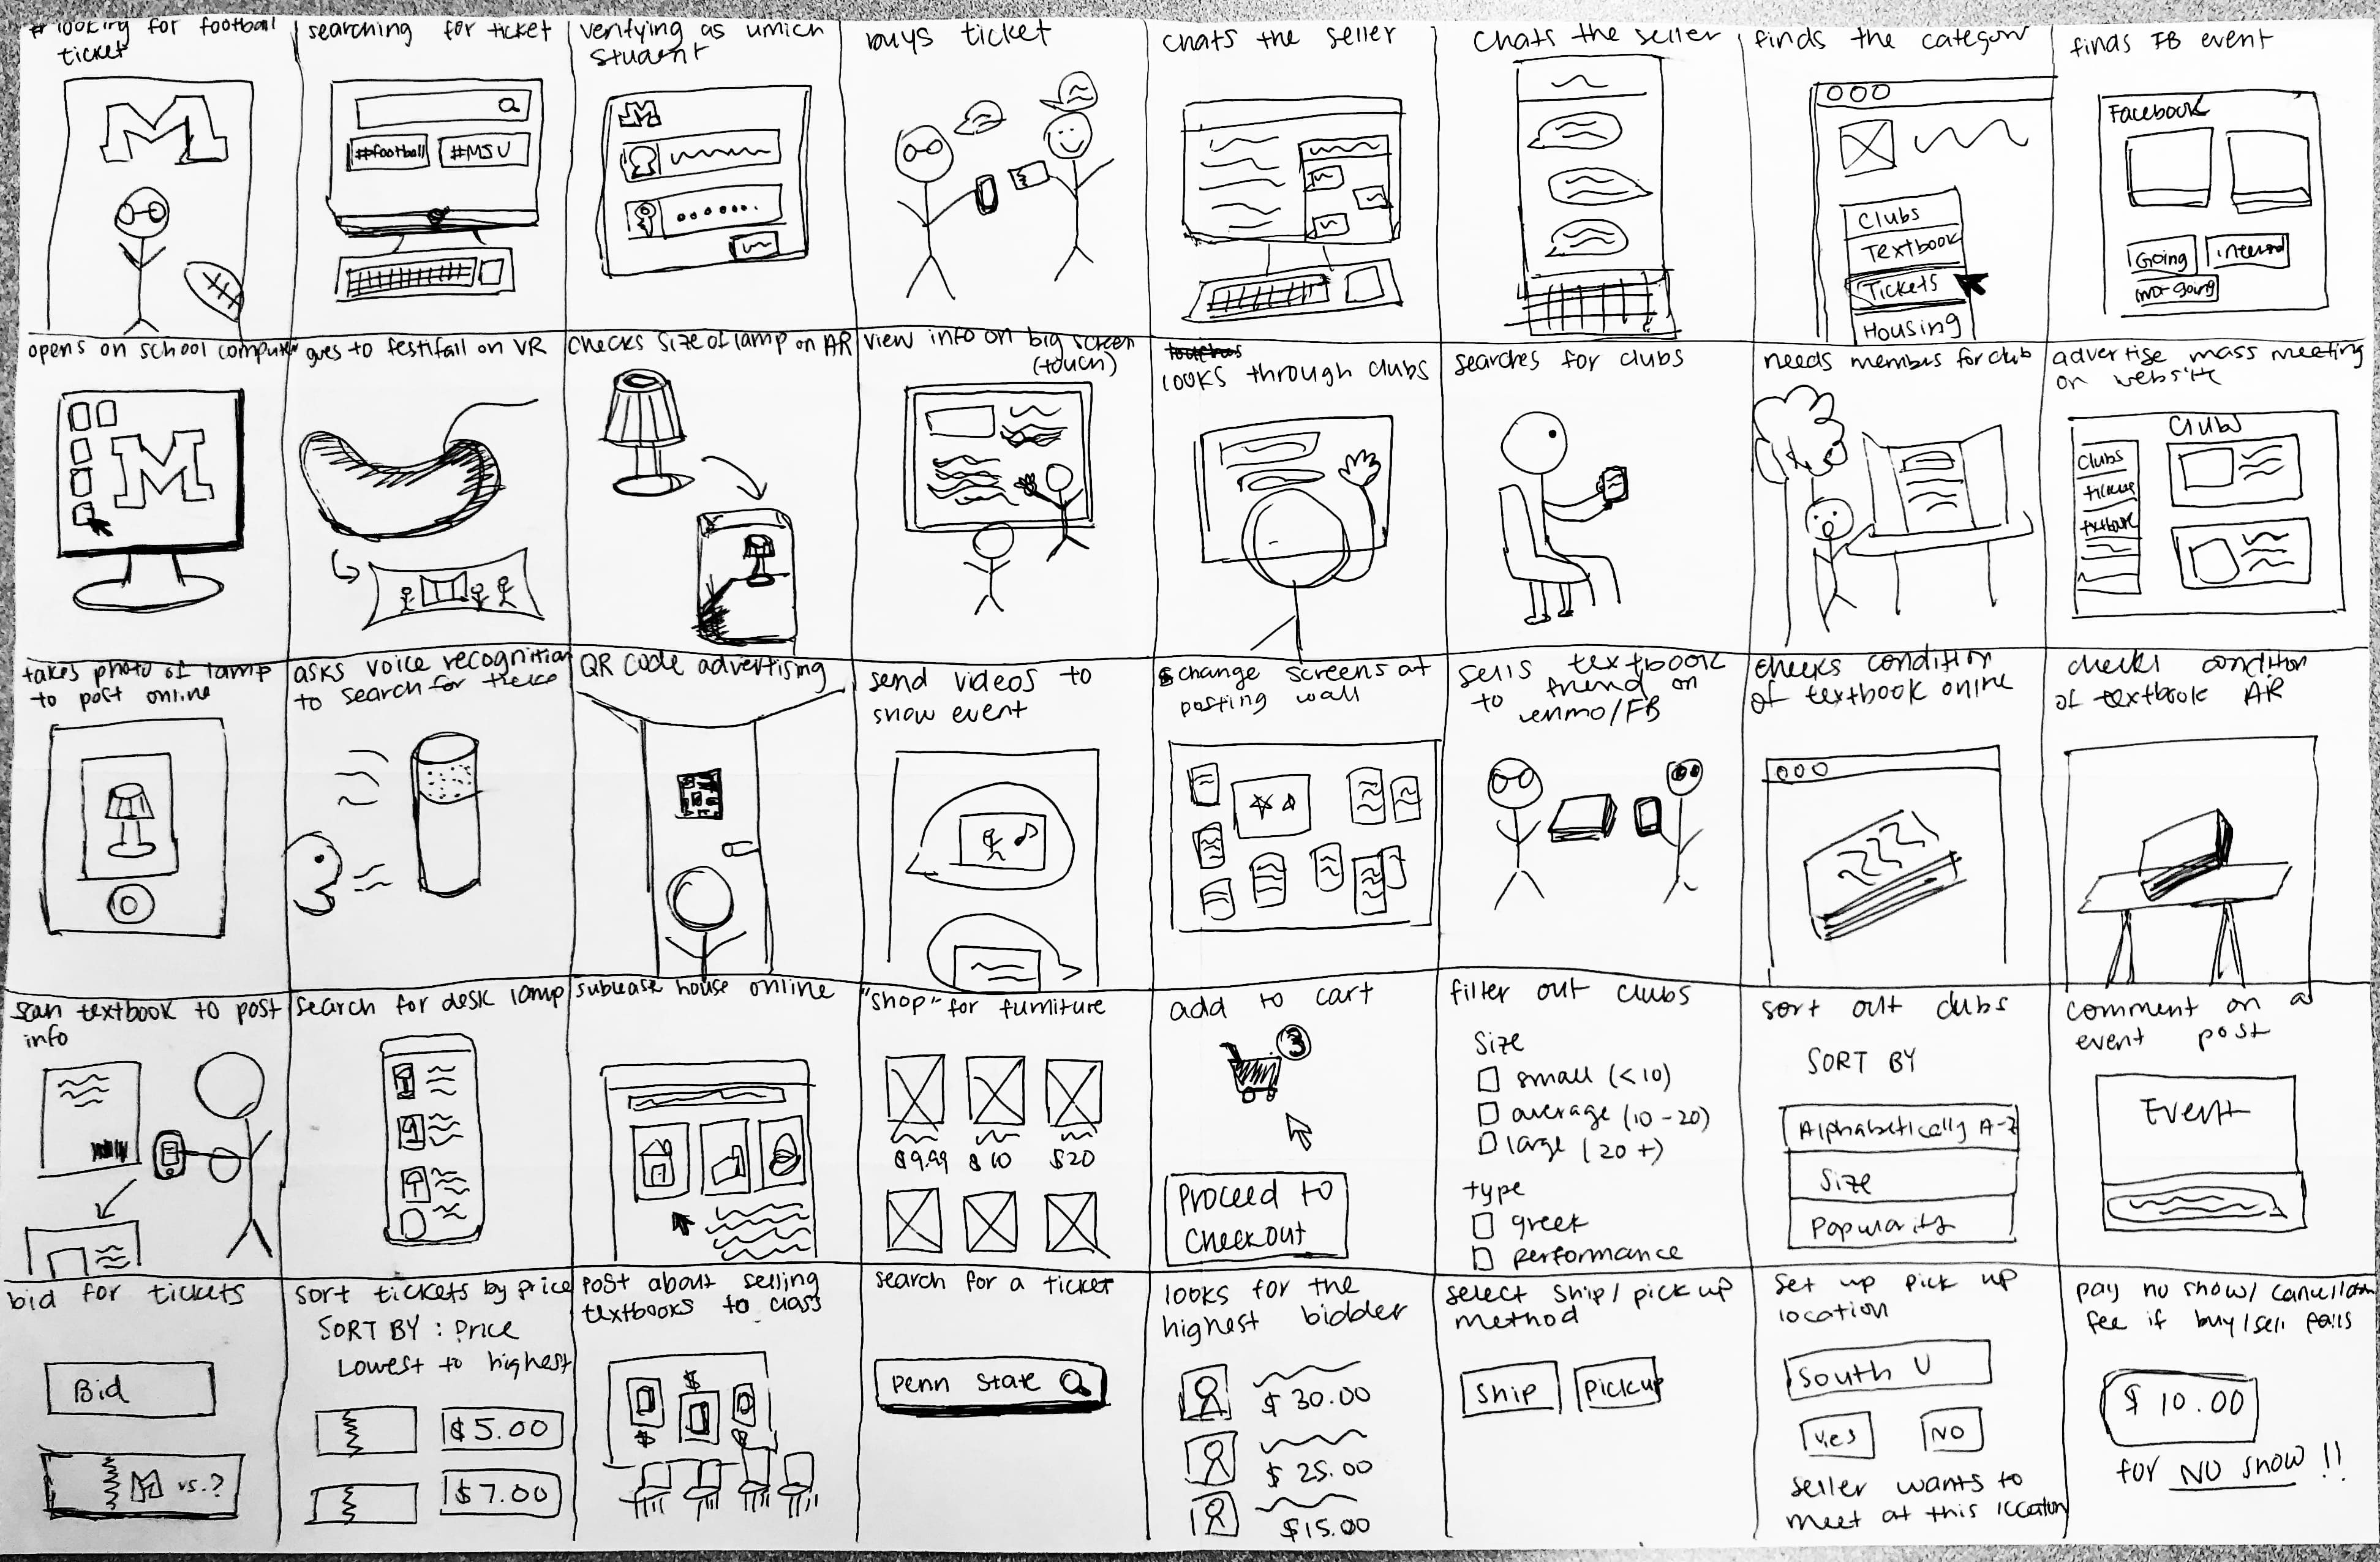 # looking for football
ticket
M
searching for ticket
#football
#MSU
verifying as umich
student
M
buys ticket
chats the seller
chats the seller
finds the category
Clubs
Textbook
Tickets
Housing
finds FB event
Facebook
Going
not going
opens on school computer
M
goes to festifall on VR
checks size of lamp on AR
view info on big screen
(touch)
looks through clubs
searches for clubs
needs members for club
advertise mass meeting
on website
Clubs
Clubs
takes photo of lamp
to post online
asks voice recognition
to search for
QR code advertising
send videos to
show event
change screens at
posting wall
sells textbook
to friend on
venmo/FB
checks condition
of textbook online
checks condition
of textbook AR
scan textbook to post
info
search for desk lamp
sublease house online
"shop" for furniture
$9.99 $10 $20
add to cart
3
Proceed to
Checkout
filter out clubs
Size
small (<10)
average (10-20)
large (20+)
type
greek
performance
sort out clubs
SORT BY
Alphabetically A-Z
Size
Popularity
comment on a
event post
Event
bid for tickets
Bid
M vs.?
sort tickets by price
SORT BY : Price
Lowest to highest
$5.00
$7.00
post about selling
textbooks to class
$
$
search for a ticket
Penn State
looks for the
highest bidder
$30.00
$25.00
$15.00
select ship/pick up
method
Ship
Pickup
set up pick up
location
South U
Yes
NO
seller wants to
meet at this location
pay no show/cancellation
fee if buy/sell fails
$10.00
for NO show!!